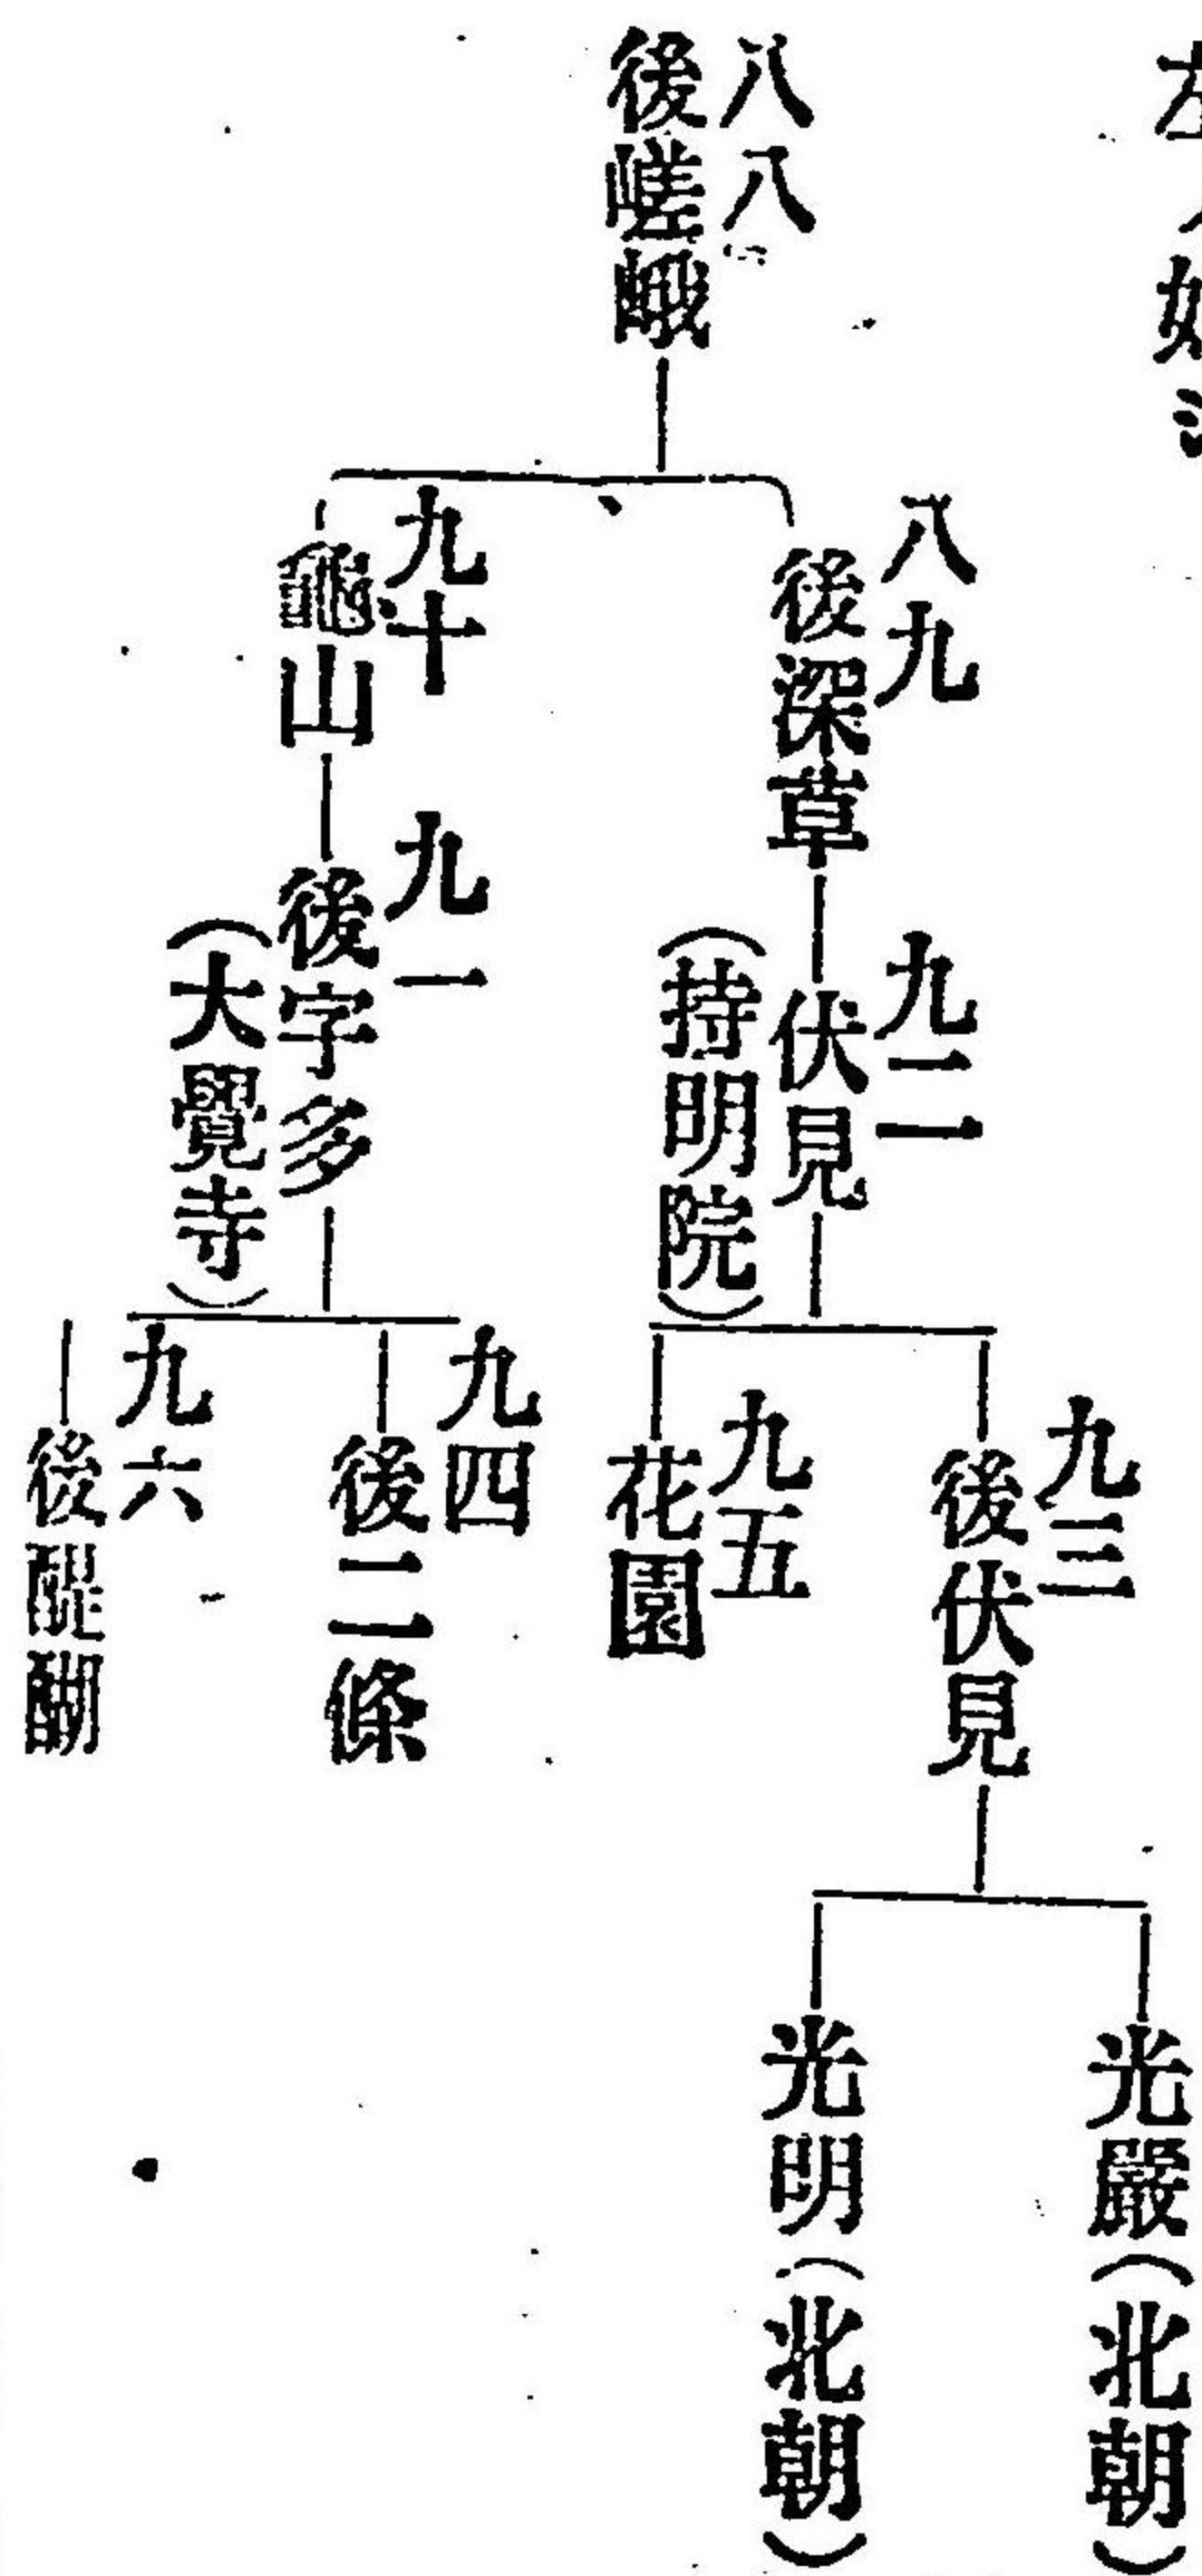 八八
後嵯峨
八九
後深草
九二
伏見
(持明院)
九三
後伏見
光嚴(北朝)
光明(北朝)
九五
花園
九十
龜山
九一
後字多
(大覺寺)
九四
後二條
九六
後醍醐